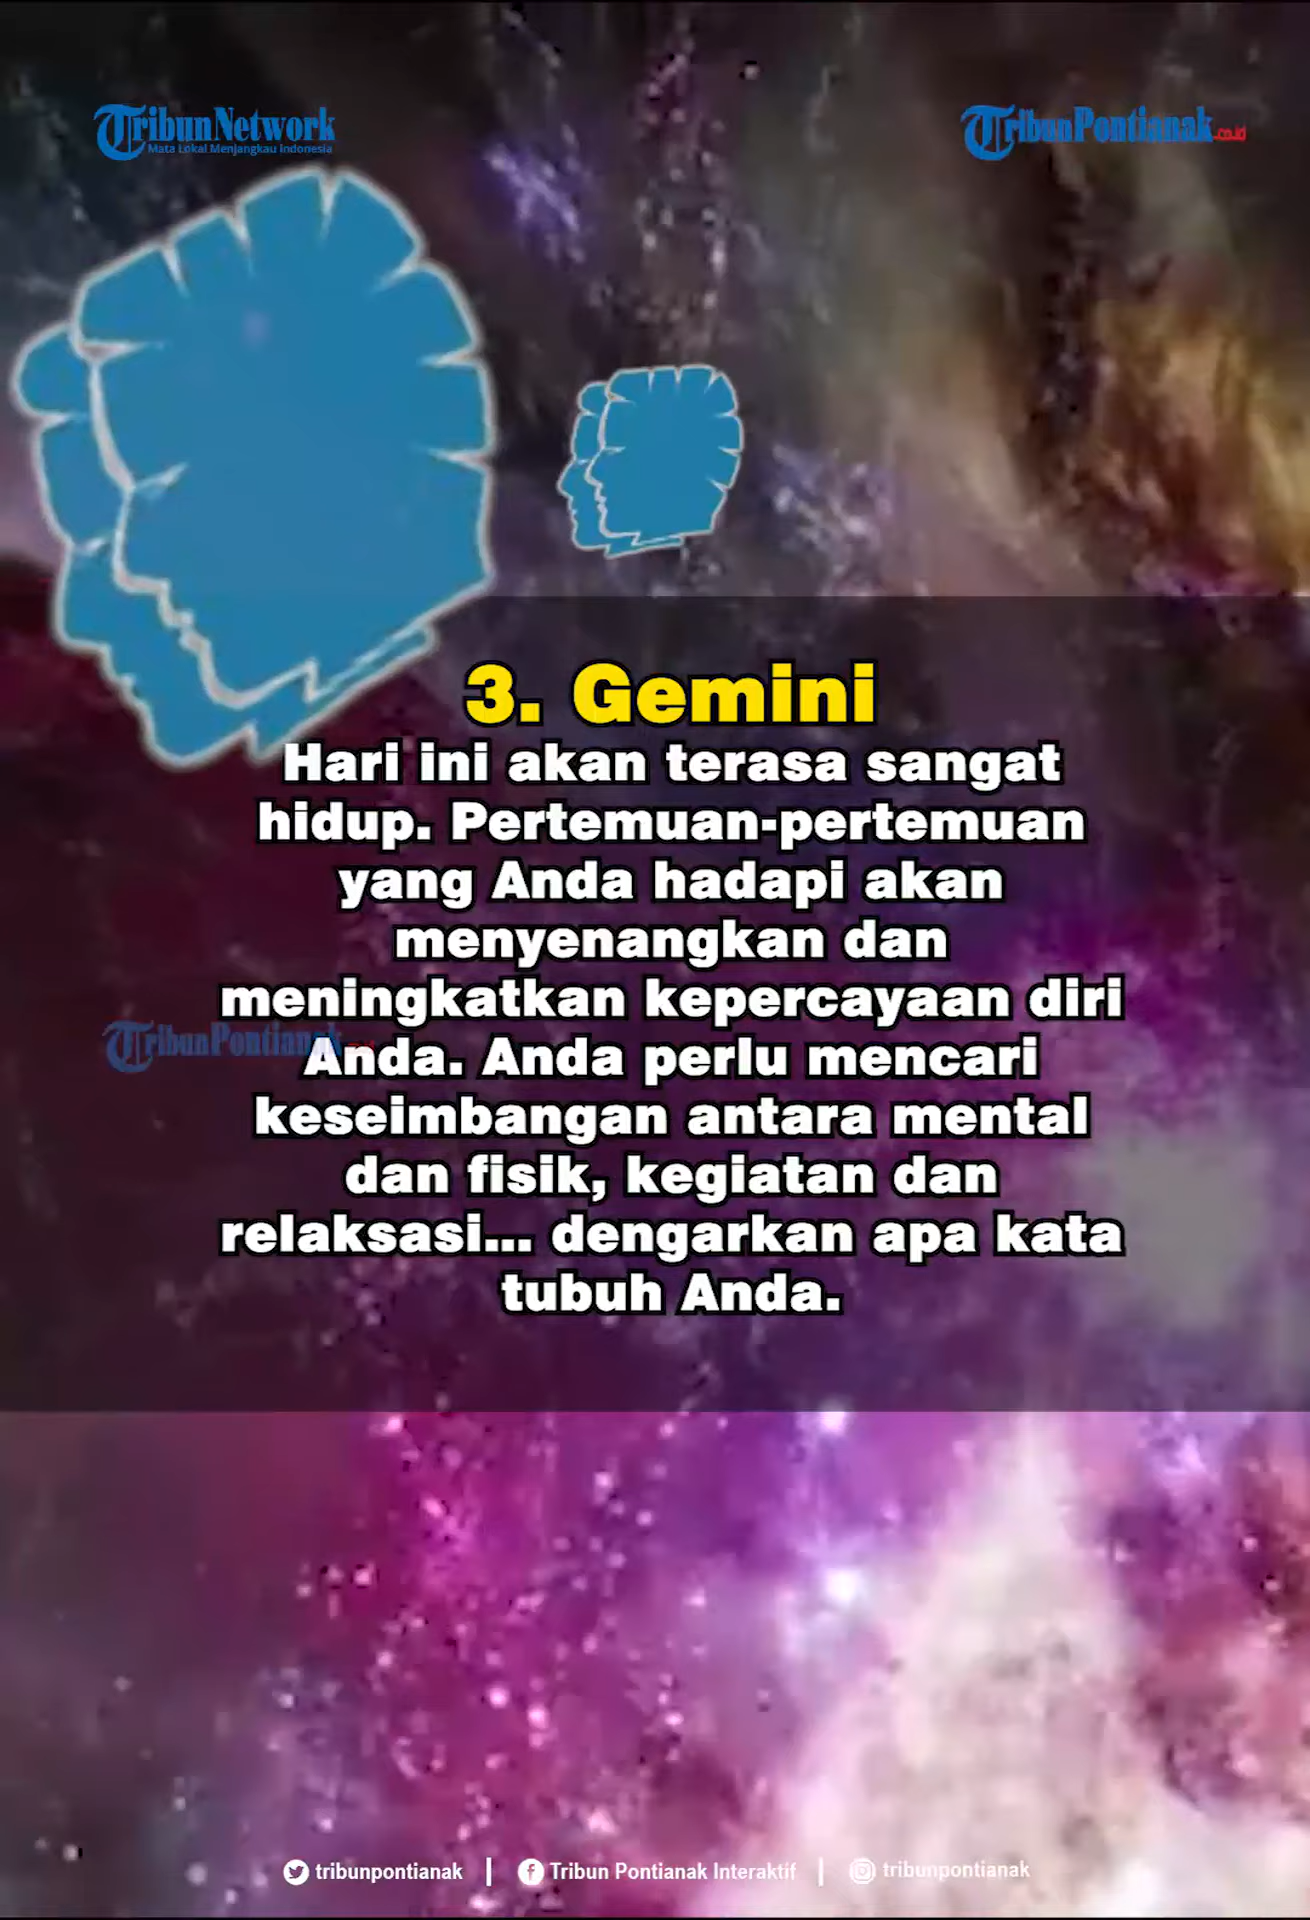 TribunNetwork
Mata Lokal Menjangkau Indonesia
TribunPontianak.co.id
3. Gemini
Hari ini akan terasa sangat
hidup. Pertemuan-pertemuan
yang Anda hadapi akan
menyenangkan dan
meningkatkan kepercayaan diri
TribunPontianak
Anda. Anda perlu mencari
keseimbangan antara mental
dan fisik, kegiatan dan
relaksasi... dengarkan apa kata
tubuh Anda.
tribunpontianak | Tribun Pontianak Interaktif | tribunpontianak